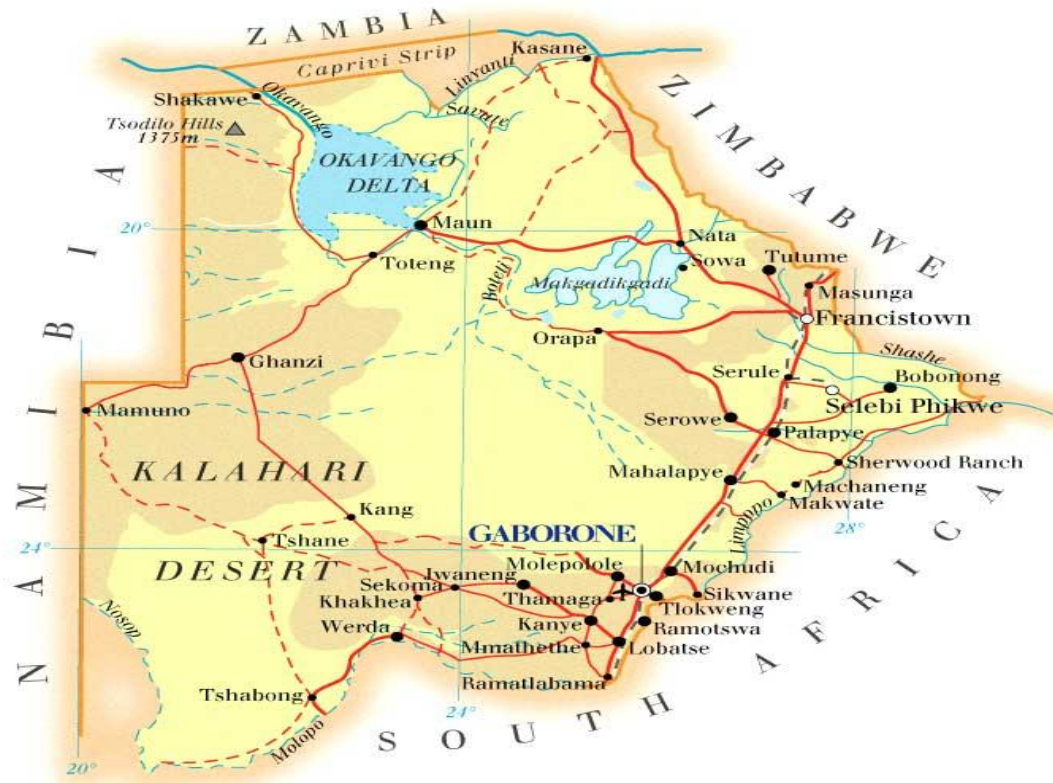 ZAMBIA
Caprivi Strip
Kasane
Linyanti
Shakawe
Okavango
Savute
Tsodilo Hills
1375m
ZIMBABWE
OKAVANGO
DELTA
NAMIBIA
20°
Maun
Nata
Toteng
Sowa
Tutume
Boteti
Makgadikgadi
Masunga
Orapa
Francistown
Ghanzi
Shashe
Serule
Bobonong
Mamuno
Selebi Phikwe
Serowe
Palapye
KALAHARI
Mahalapye
Sherwood Ranch
Machaneng
Makwate
Kang
Limpopo
28°
GABORONE
24°
Tshane
DESERT
Molepolole
Mochudi
Jwaneng
Sekoma
Khakhea
Thamaga
Sikwane
Tlokweng
Nosop
Werda
Kanye
Ramotswa
Mmathethe
Lobatse
NAMIBIA
Ramatlabama
Tshabong
24°
Molopo
SOUTH AFRICA
20°